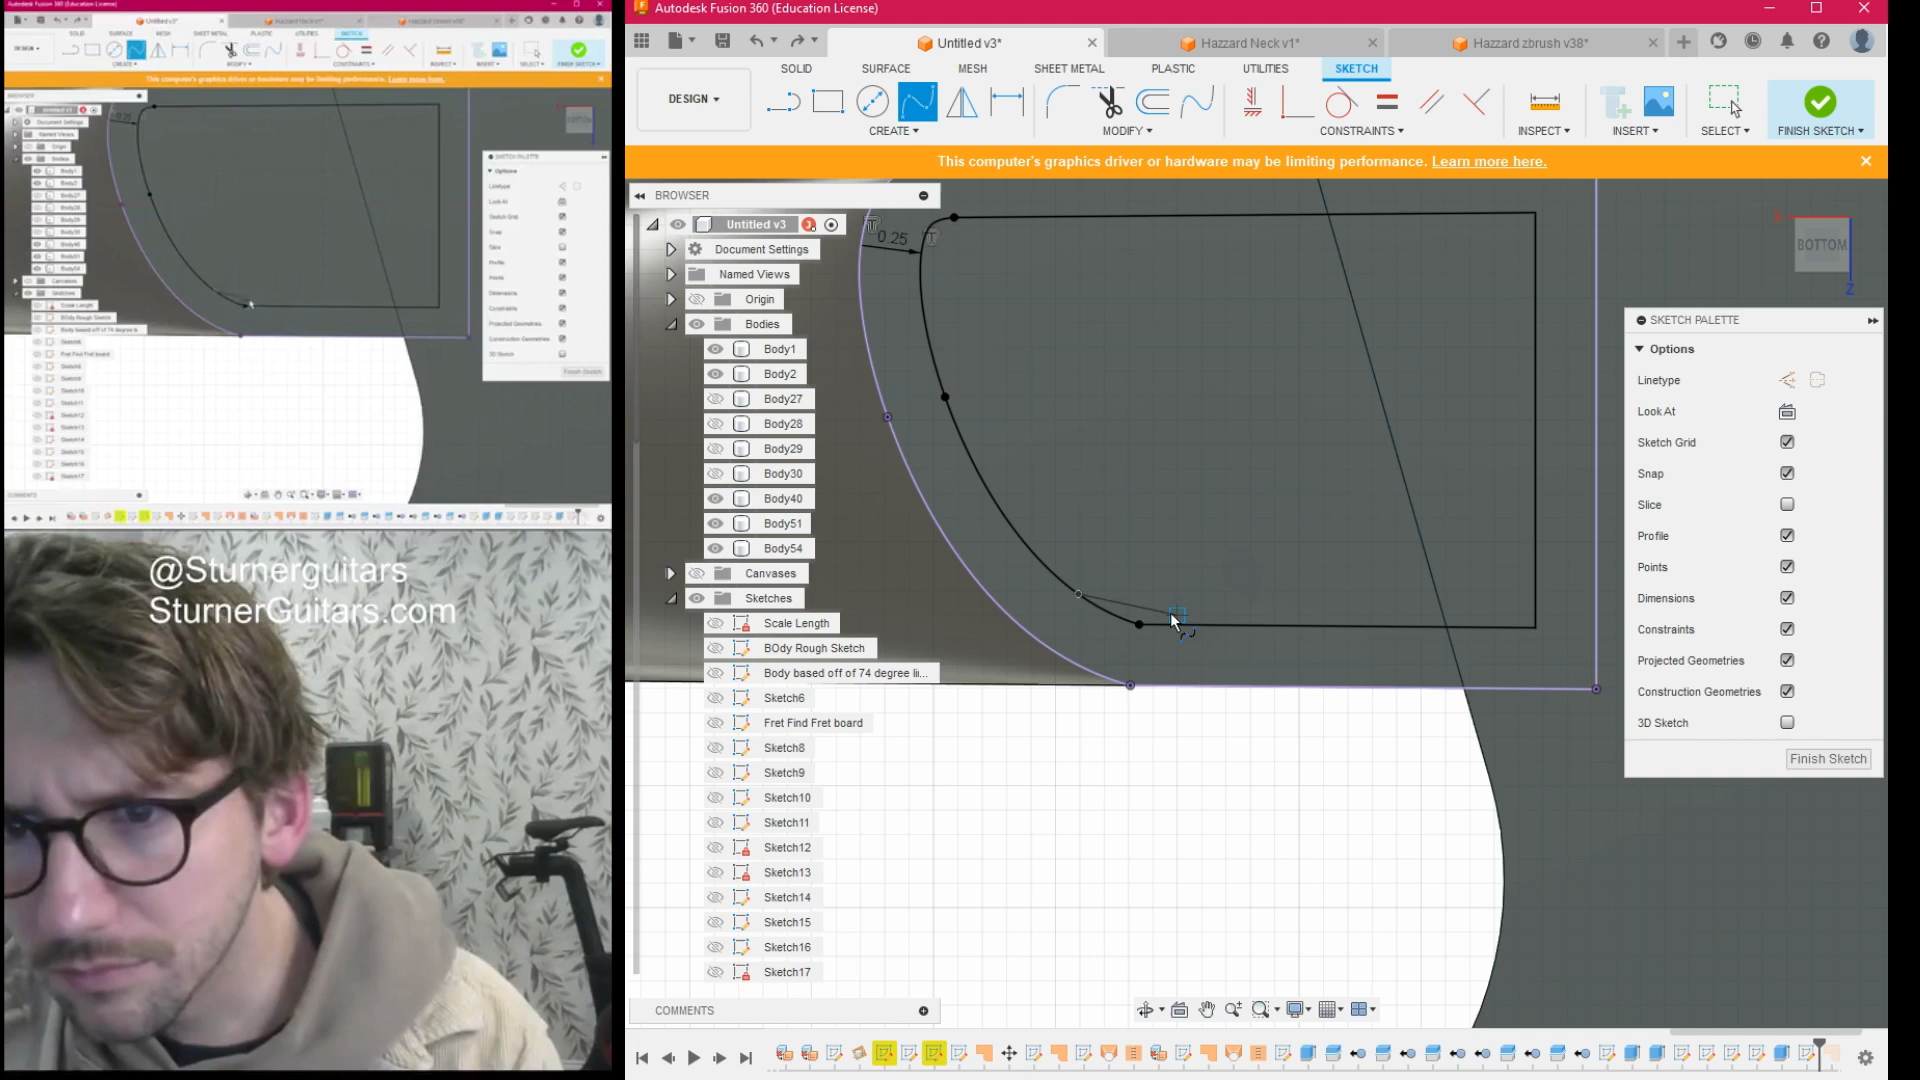 Autodesk Fusion 360 (Education License)
Untitled v3*
Hazzard Neck v1*
Hazzard zbrush v38*
SOLID
SURFACE
MESH
SHEET METAL
PLASTIC
UTILITIES
SKETCH
DESIGN
CREATE
MODIFY
CONSTRAINTS
INSPECT
INSERT
SELECT
FINISH SKETCH
This computer's graphics driver or hardware may be limiting performance. Learn more here.
BROWSER
Untitled v3
Document Settings
Named Views
Origin
Bodies
Body1
Body2
Body27
Body28
Body29
Body30
Body40
Body51
Body54
Canvases
Sketches
Scale Length
BOdy Rough Sketch
Body based off of 74 degree li...
Sketch6
Fret Find Fret board
Sketch8
Sketch9
Sketch10
Sketch11
Sketch12
Sketch13
Sketch14
Sketch15
Sketch16
Sketch17
COMMENTS
0.25
BOTTOM
Z
SKETCH PALETTE
Options
Linetype
Look At
Sketch Grid
Snap
Slice
Profile
Points
Dimensions
Constraints
Projected Geometries
Construction Geometries
3D Sketch
Finish Sketch
@Sturnerguitars
SturnerGuitars.com